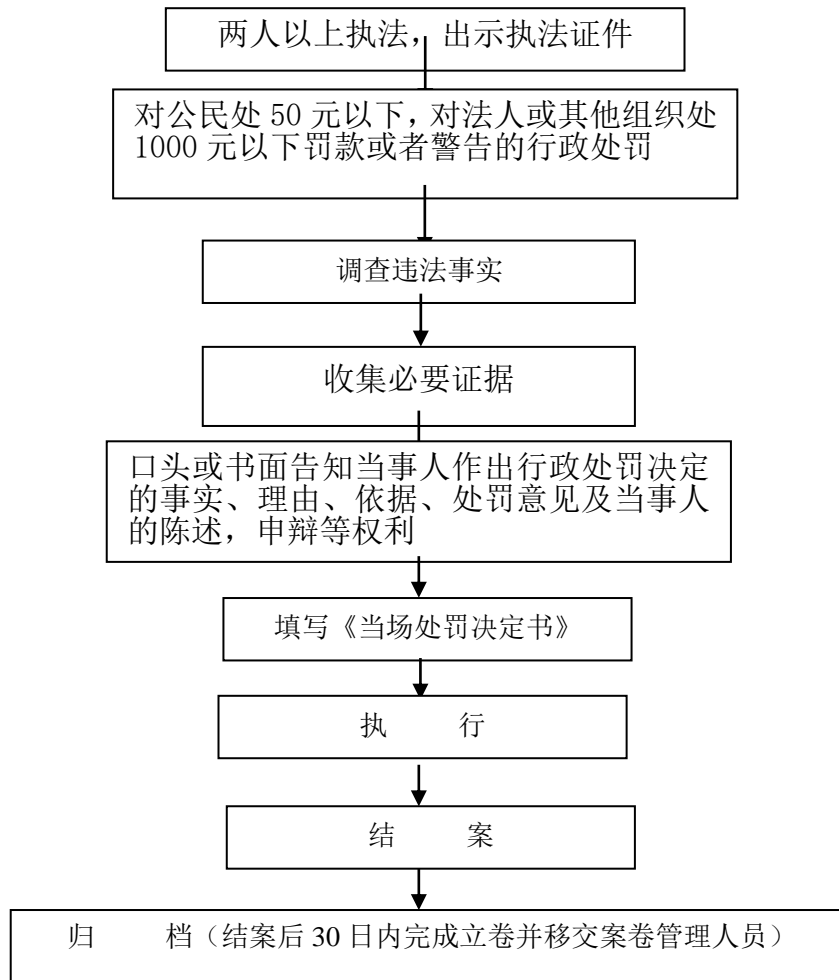 两人以上执法，出示执法证件
对公民处 50 元以下，对法人或其他组织处
1000 元以下罚款或者警告的行政处罚
调查违法事实
收集必要证据
口头或书面告知当事人作出行政处罚决定
的事实、理由、依据、处罚意见及当事人
的陈述，申辩等权利
填写《当场处罚决定书》
执 行
结 案
归 档（结案后 30 日内完成立卷并移交案卷管理人员）